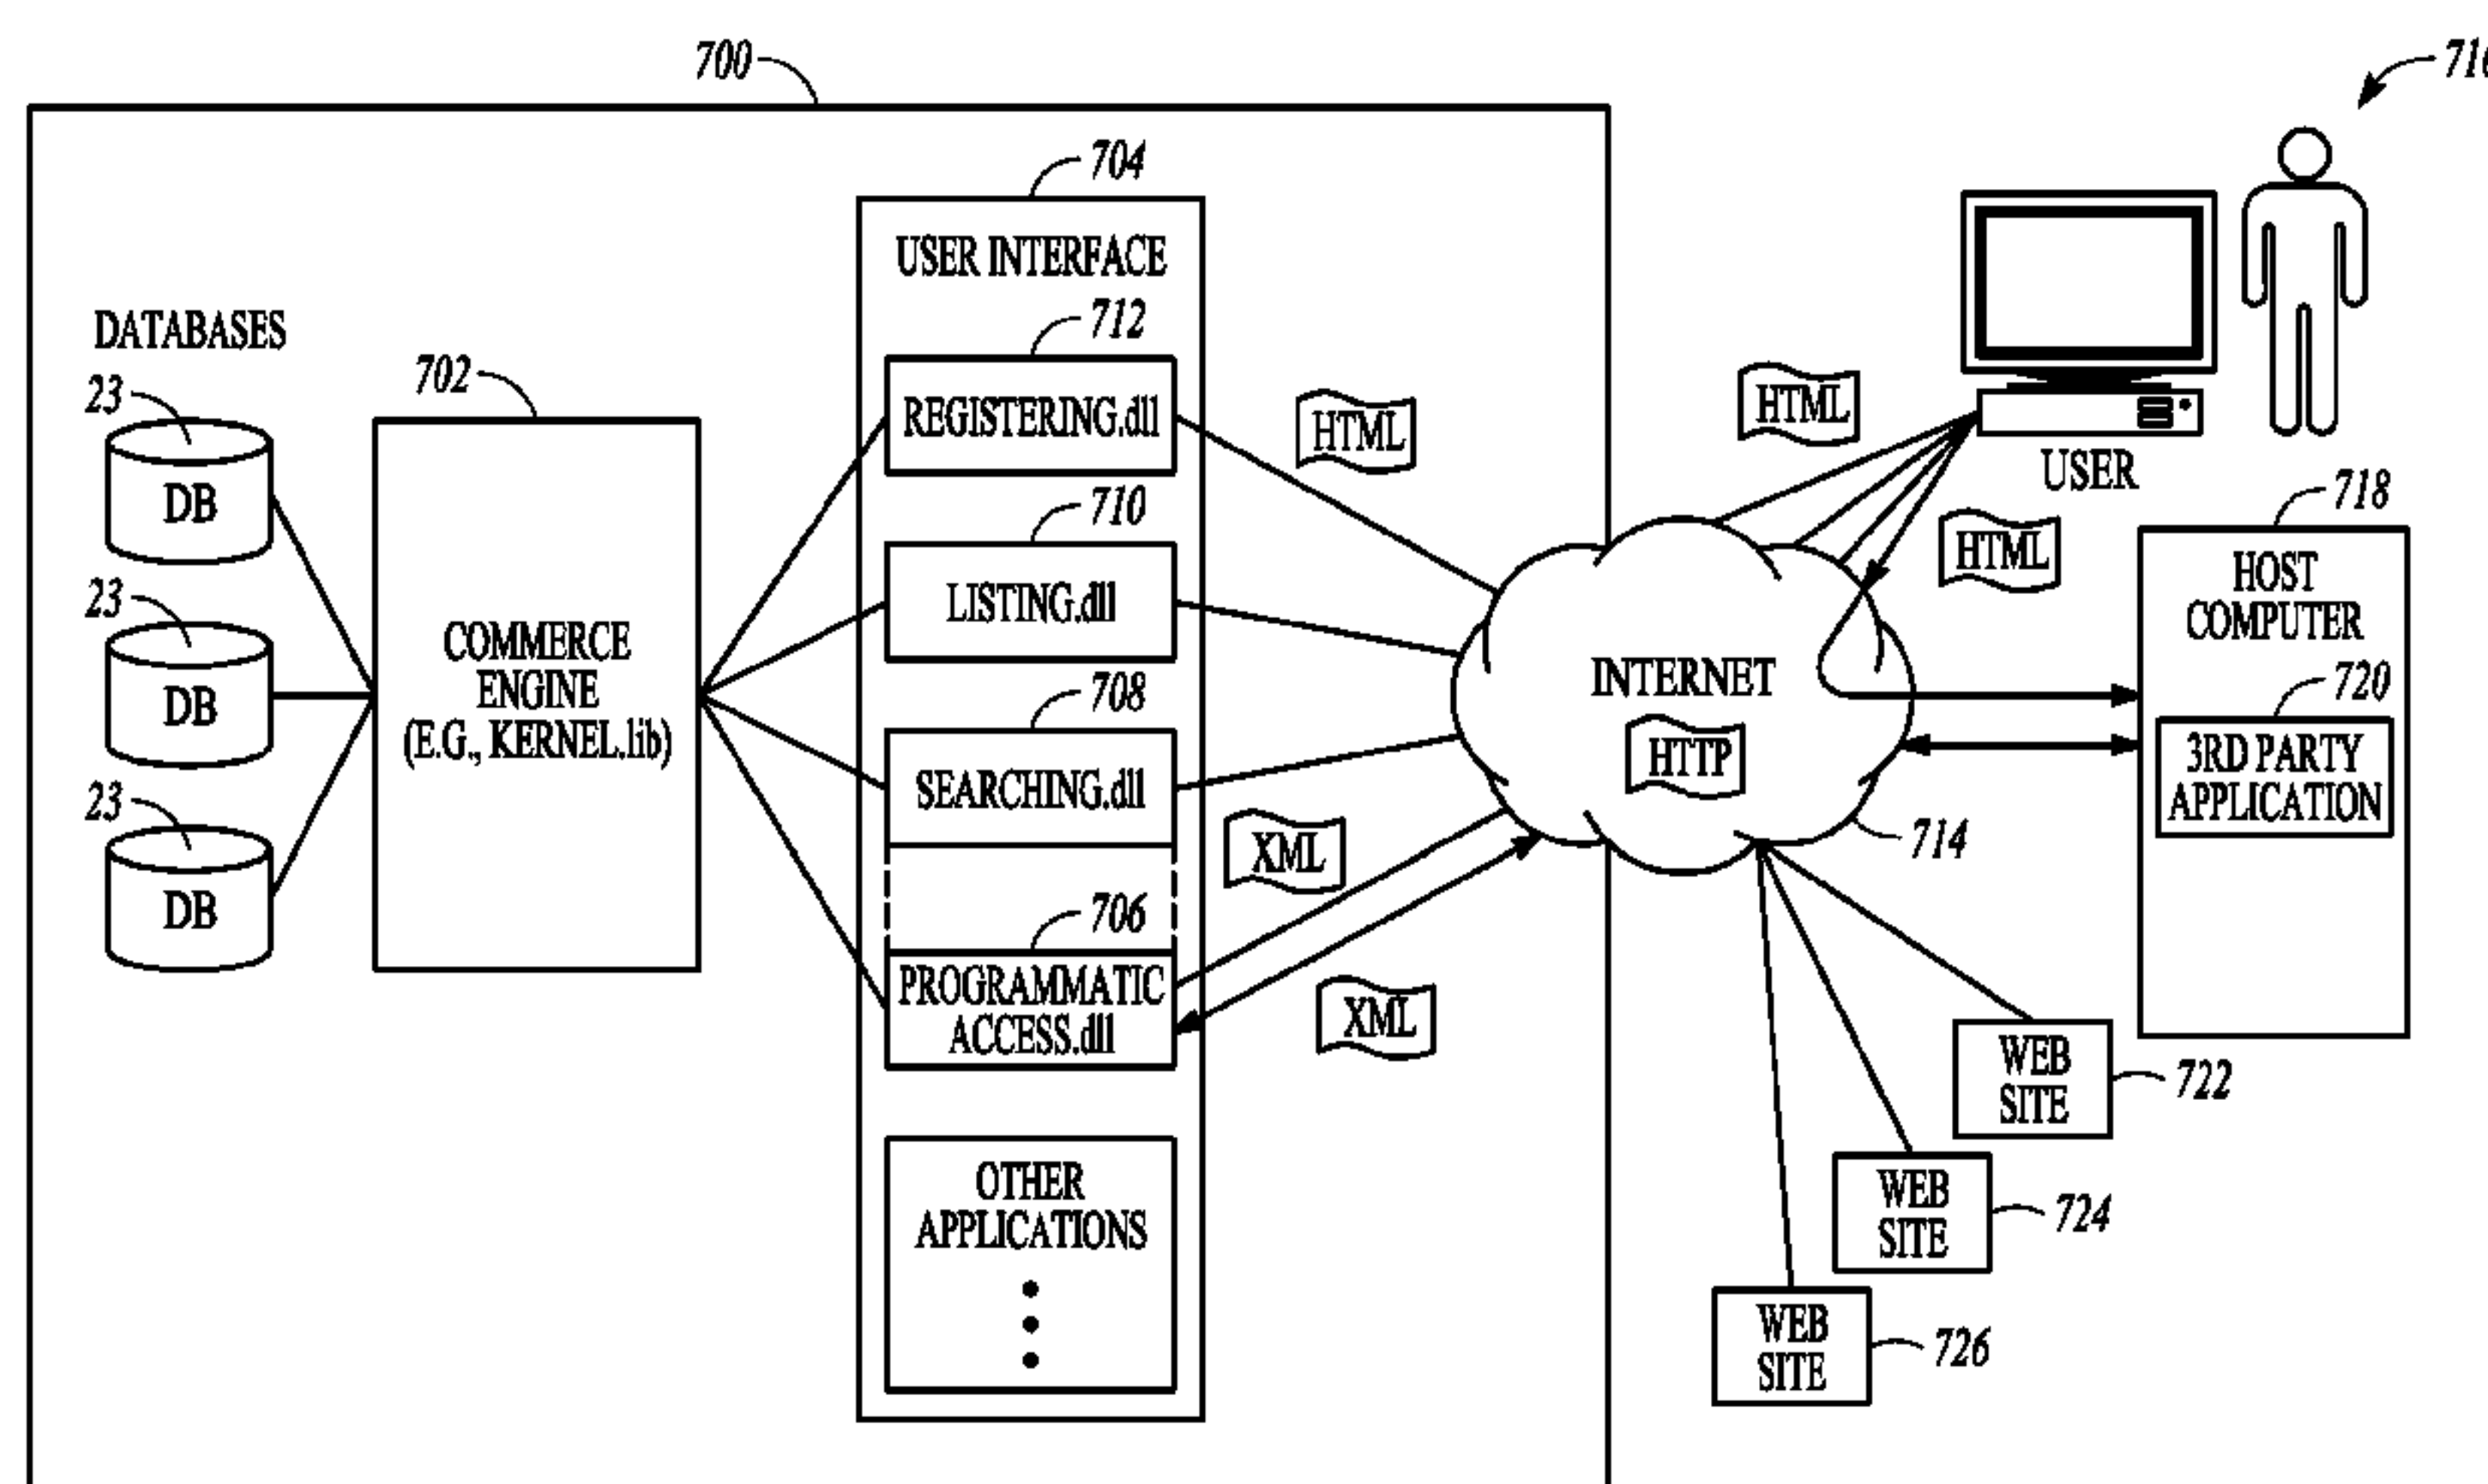 700
716
704
USER INTERFACE
DATABASES
23
DB
23
DB
23
DB
702
COMMERCE
ENGINE
(E.G., KERNEL.lib)
712
REGISTERING.dll
710
LISTING.dll
708
SEARCHING.dll
706
PROGRAMMATIC
ACCESS.dll
OTHER
APPLICATIONS
HTML
XML
XML
INTERNET
HTTP
714
HTML
HTML
USER
718
HOST
COMPUTER
720
3RD PARTY
APPLICATION
WEB
SITE
722
WEB
SITE
724
WEB
SITE
726